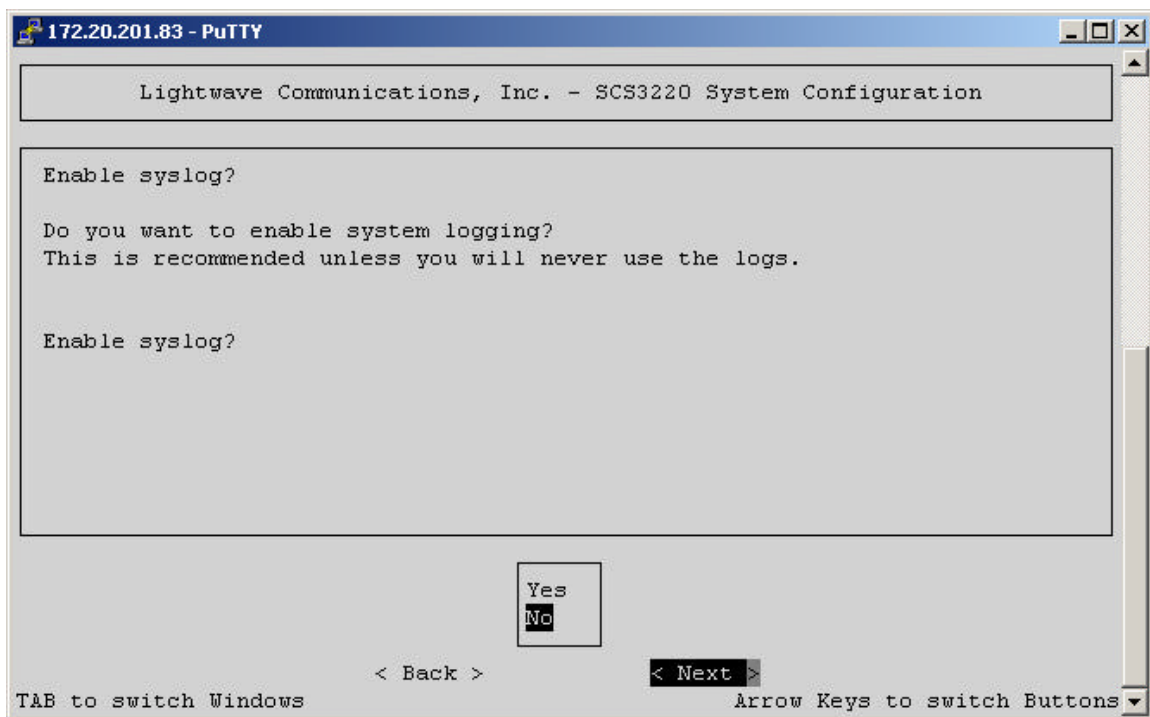 172.20.201.83 - PuTTY
Lightwave Communications, Inc. - SCS3220 System Configuration
Enable syslog?
Do you want to enable system logging?
This is recommended unless you will never use the logs.
Enable syslog?
Yes
No
< Back > < Next >
TAB to switch Windows Arrow Keys to switch Buttons